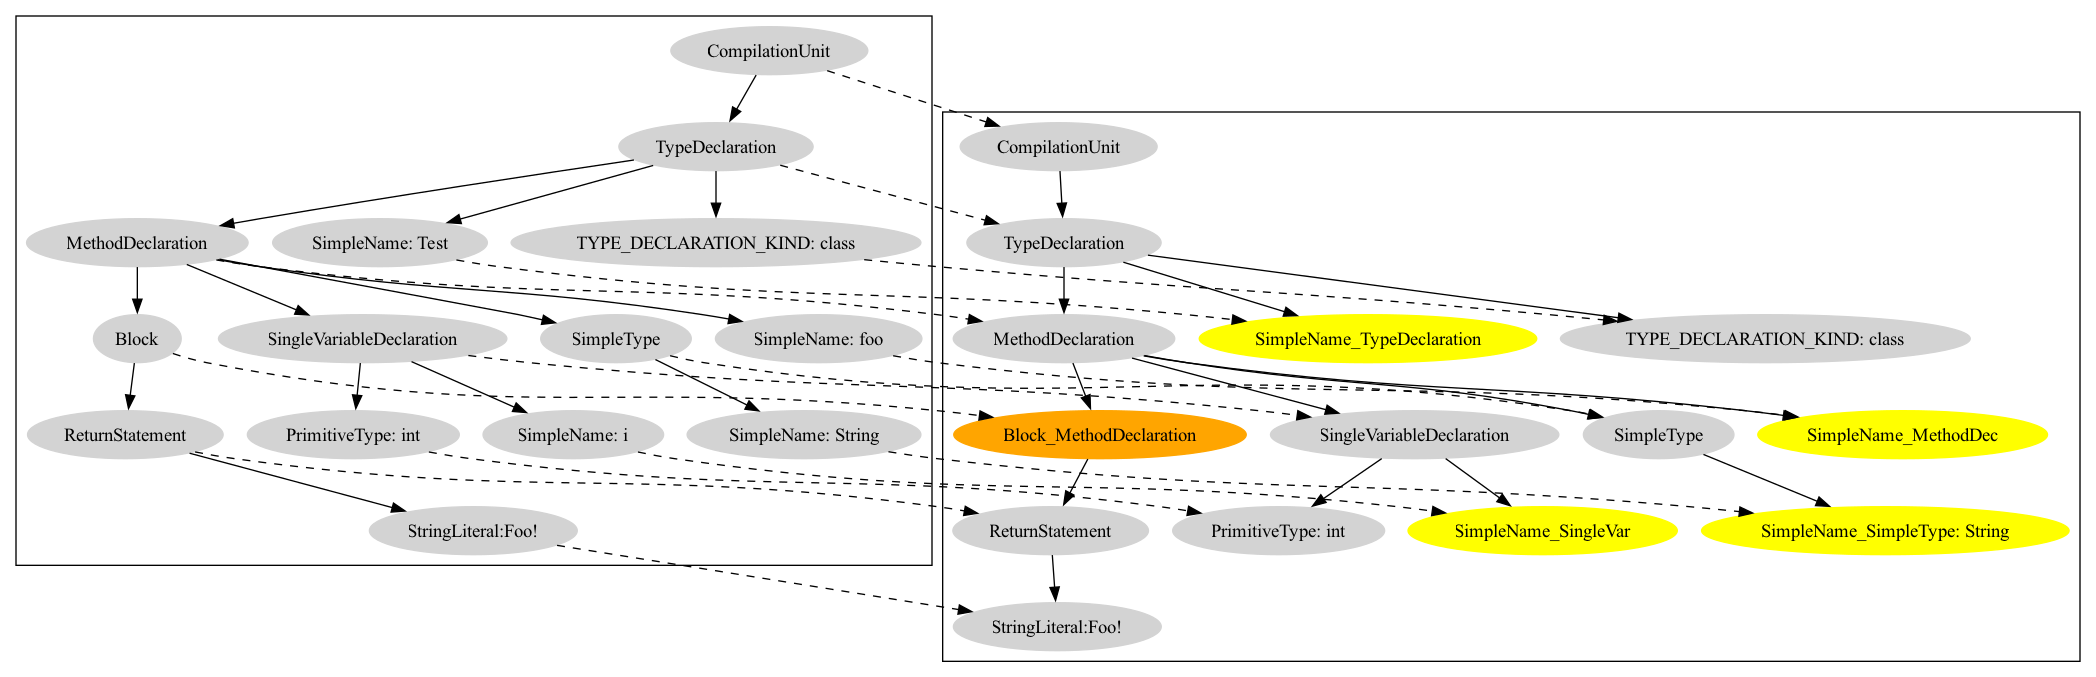 CompilationUnit
TypeDeclaration
MethodDeclaration
SimpleName: Test
TYPE_DECLARATION_KIND: class
Block
SingleVariableDeclaration
SimpleType
SimpleName: foo
ReturnStatement
PrimitiveType: int
SimpleName: i
SimpleName: String
StringLiteral:Foo!
CompilationUnit
TypeDeclaration
MethodDeclaration
SimpleName_TypeDeclaration
TYPE_DECLARATION_KIND: class
Block_MethodDeclaration
SingleVariableDeclaration
SimpleType
SimpleName_MethodDec
ReturnStatement
PrimitiveType: int
SimpleName_SingleVar
SimpleName_SimpleType: String
StringLiteral:Foo!